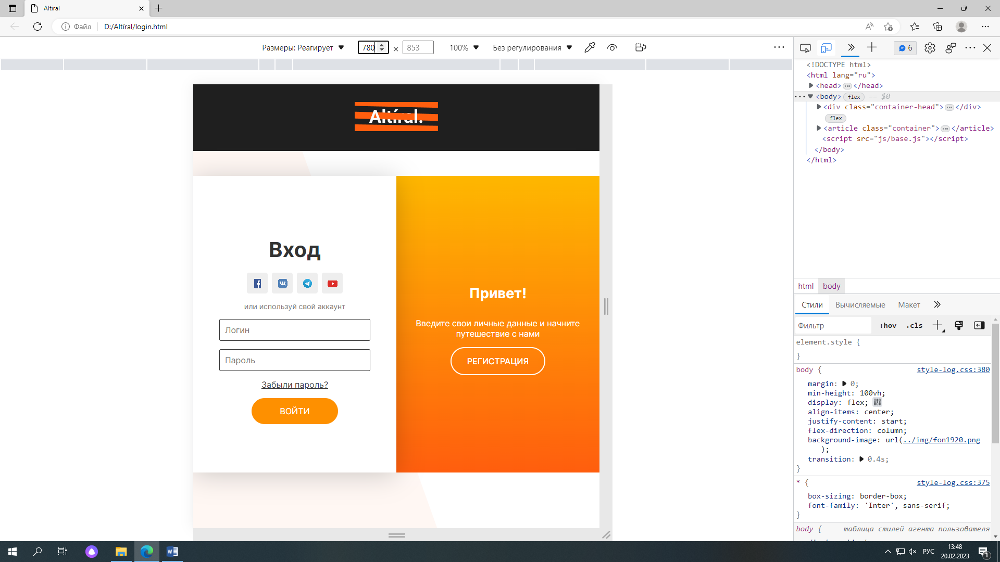 Altiral
Файл
D:/Altíral/login.html
Размеры: Реагирует
780
×
853
100%
Без регулирования
6
Altíral.
Вход
или используй свой аккаунт
Логин
Пароль
Забыли пароль?
ВОЙТИ
Привет!
Введите свои личные данные и начните
путешествие с нами
РЕГИСТРАЦИЯ
<!DOCTYPE html>
<html lang="ru">
<head>…</head>
<body> flex == $0
<div class="container-head">…</div>
flex
<article class="container">…</article>
<script src="js/base.js"></script>
</body>
</html>
html body
Стили Вычисляемые Макет
Фильтр :hov .cls
element.style {
}
body { style-log.css:380
margin: 0;
min-height: 100vh;
display: flex;
align-items: center;
justify-content: start;
flex-direction: column;
background-image: url(../img/fon1920.png
);
transition: 0.4s;
}
* { style-log.css:375
box-sizing: border-box;
font-family: 'Inter', sans-serif;
}
body { таблица стилей агента пользователя
РУС
13:48
20.02.2023
1